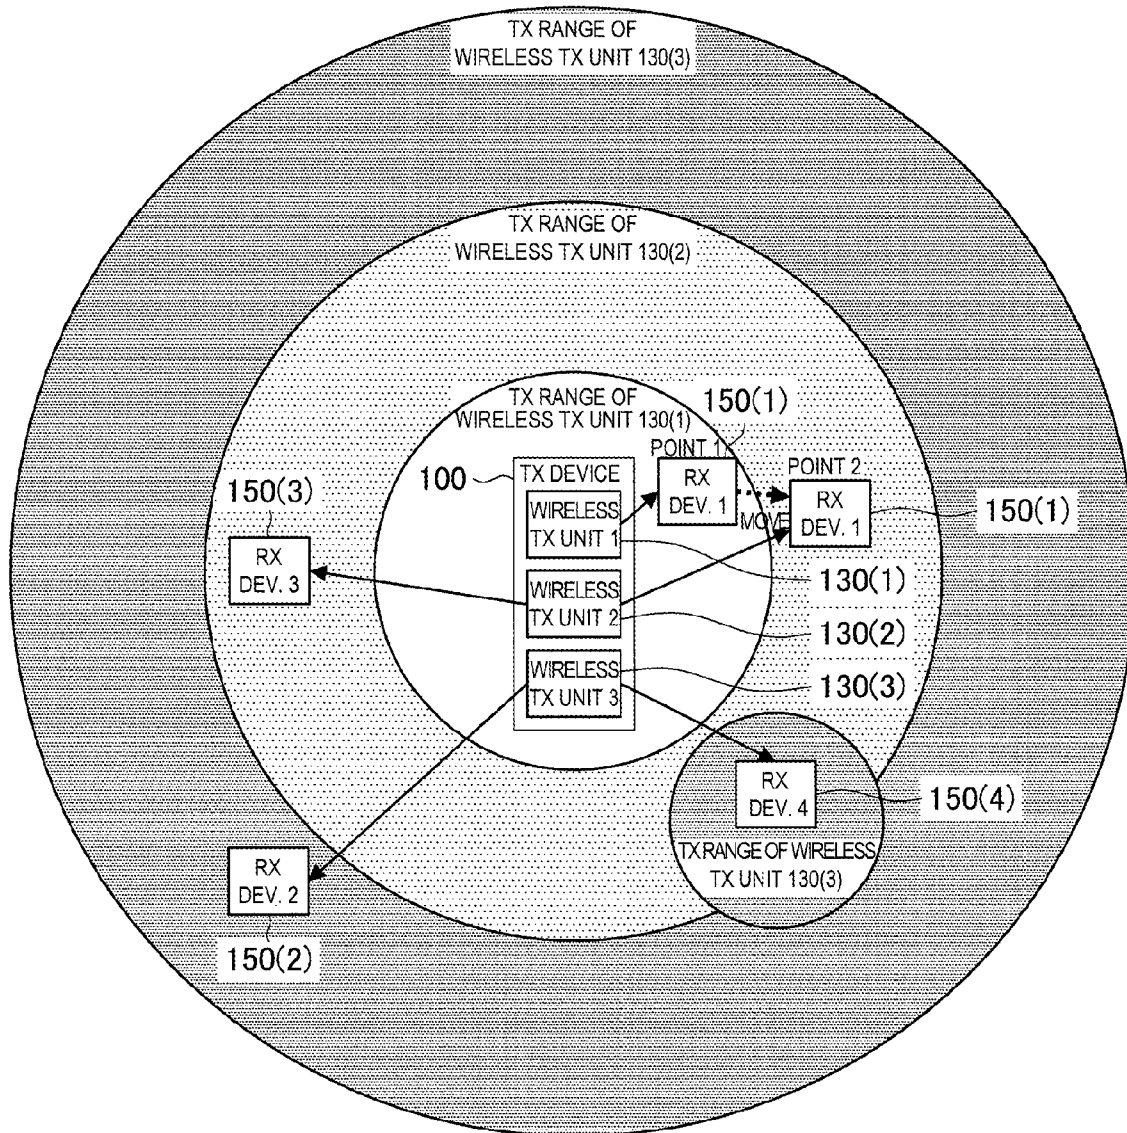 TX RANGE OF
WIRELESS TX UNIT 130(3)
TX RANGE OF
WIRELESS TX UNIT 130(2)
TX RANGE OF
WIRELESS TX UNIT 130(1)
150(1)
POINT 1
100
TX DEVICE
RX
DEV. 1
POINT 2
RX
DEV. 1
MOVE
150(1)
150(3)
RX
DEV. 3
WIRELESS
TX UNIT 1
130(1)
WIRELESS
TX UNIT 2
130(2)
WIRELESS
TX UNIT 3
130(3)
RX
DEV. 4
150(4)
TX RANGE OF WIRELESS
TX UNIT 130(3)
RX
DEV. 2
150(2)